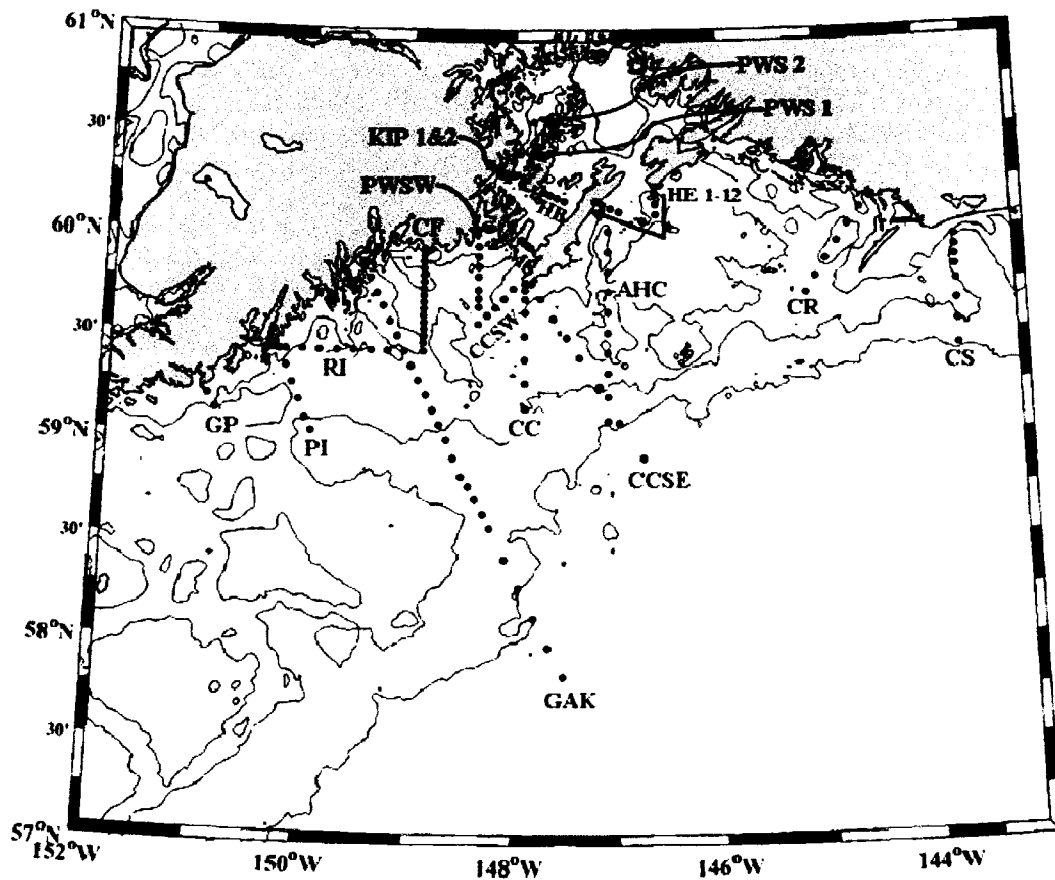 61°N
PWS 2
30'
PWS 1
KIP 1&2
PWSW
HE 1-12
HB
60°N
CF
AHC
CR
30'
CCSW
RI
CS
GP
59°N
PI
CC
CCSE
30'
58°N
GAK
30'
57°N
152°W
150°W
148°W
146°W
144°W